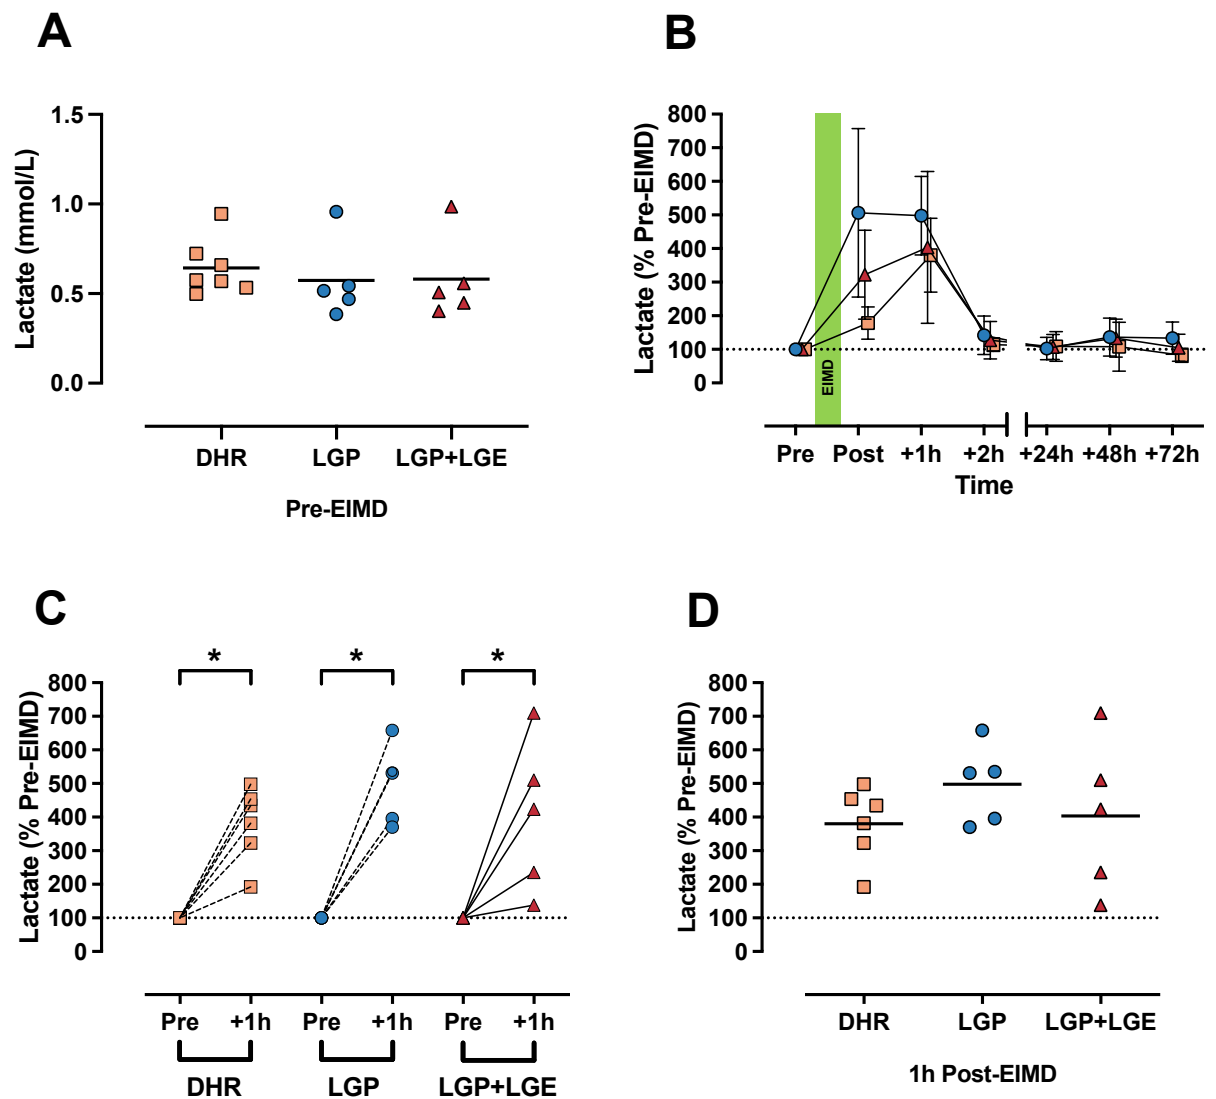 A
Lactate (mmol/L)
1.5
1.0
0.5
0.0
DHR LGP LGP+LGE
Pre-EIMD
B
Lactate (% Pre-EIMD)
800
700
600
500
400
300
200
100
0
EIMD
Pre Post +1h +2h +24h +48h +72h
Time
C
* * *
Lactate (% Pre-EIMD)
800
700
600
500
400
300
200
100
0
Pre +1h Pre +1h Pre +1h
DHR LGP LGP+LGE
D
Lactate (% Pre-EIMD)
800
700
600
500
400
300
200
100
0
DHR LGP LGP+LGE
1h Post-EIMD